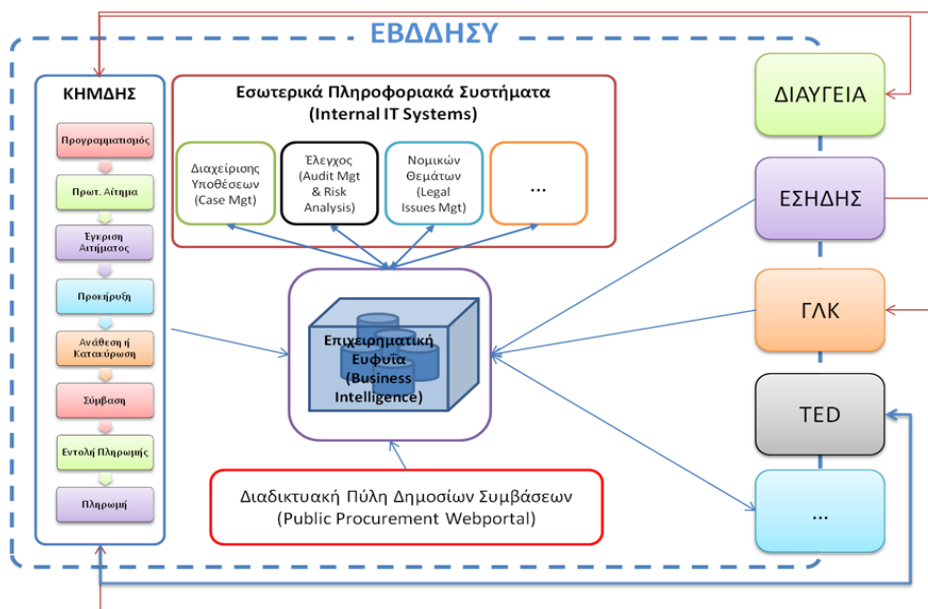 ΕΒΔΔΗΣΥ
ΚΗΜΔΗΣ
Προγραμματισμός
Πρωτ. Αίτημα
Έγκριση
Αιτήματος
Προκήρυξη
Ανάθεση ή
Κατακύρωση
Σύμβαση
Εντολή Πληρωμής
Πληρωμή
Εσωτερικά Πληροφοριακά Συστήματα
(Internal IT Systems)
Διαχείρισης
Υποθέσεων
(Case Mgt)
Έλεγχος
(Audit Mgt
& Risk
Analysis)
Νομικών
Θεμάτων
(Legal
Issues Mgt)
...
Επιχειρηματική
Ευφυΐα
(Business
Intelligence)
Διαδικτυακή Πύλη Δημοσίων Συμβάσεων
(Public Procurement Webportal)
ΔΙΑΥΓΕΙΑ
ΕΣΗΔΗΣ
ΓΛΚ
TED
...